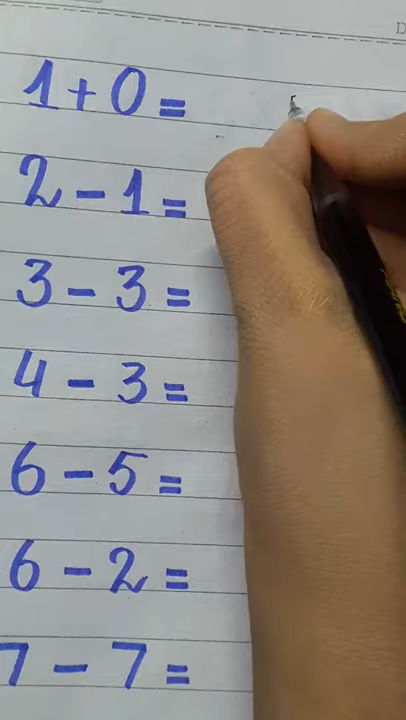 1 + 0 =
2 - 1 =
3 - 3 =
4 - 3 =
6 - 5 =
6 - 2 =
7 - 7 =